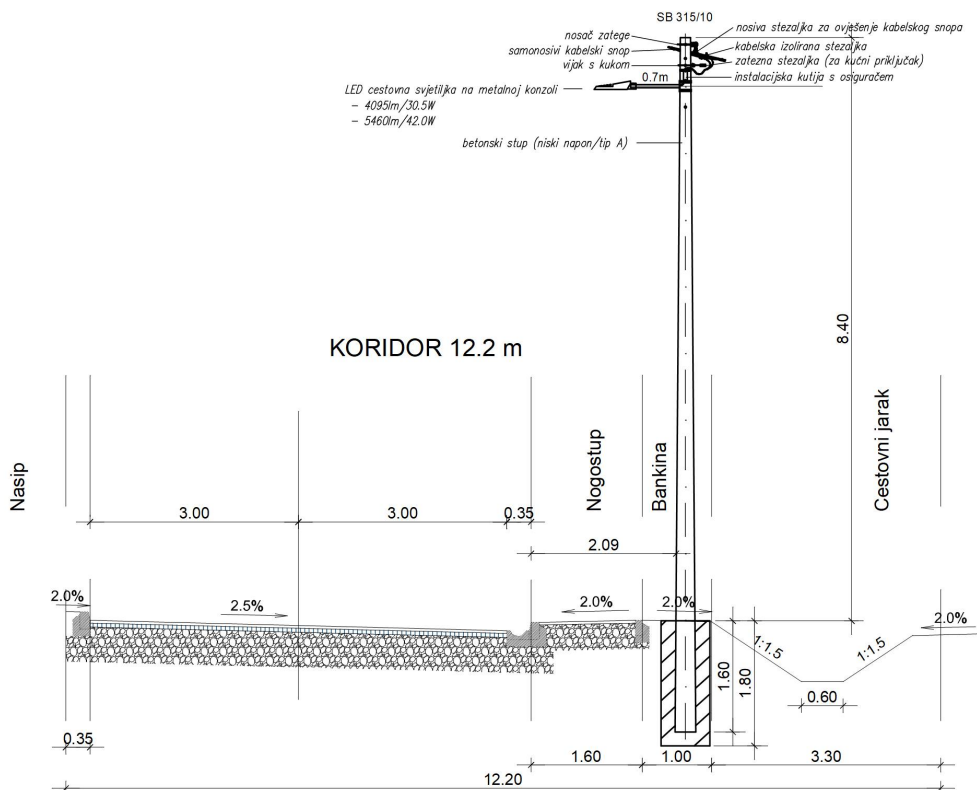 SB 315/10
nosač zatege
samonosivi kabelski snop
vijak s kukom
nosiva stezaljka za ovješenje kabelskog snopa
kabelska izolirana stezaljka
zatezna stezaljka (za kućni priključak)
instalacijska kutija s osiguračem
0.7m
LED cestovna svjetiljka na metalnoj konzoli
- 4095lm/30.5W
- 5460lm/42.0W
betonski stup (niski napon/tip A)
8.40
KORIDOR 12.2 m
Nasip
Nogostup
Bankina
Cestovni jarak
3.00
3.00
0.35
2.09
2.0%
2.5%
2.0%
2.0%
2.0%
1:1.5
1:1.5
1.60
1.80
0.60
0.35
1.60
1.00
3.30
12.20